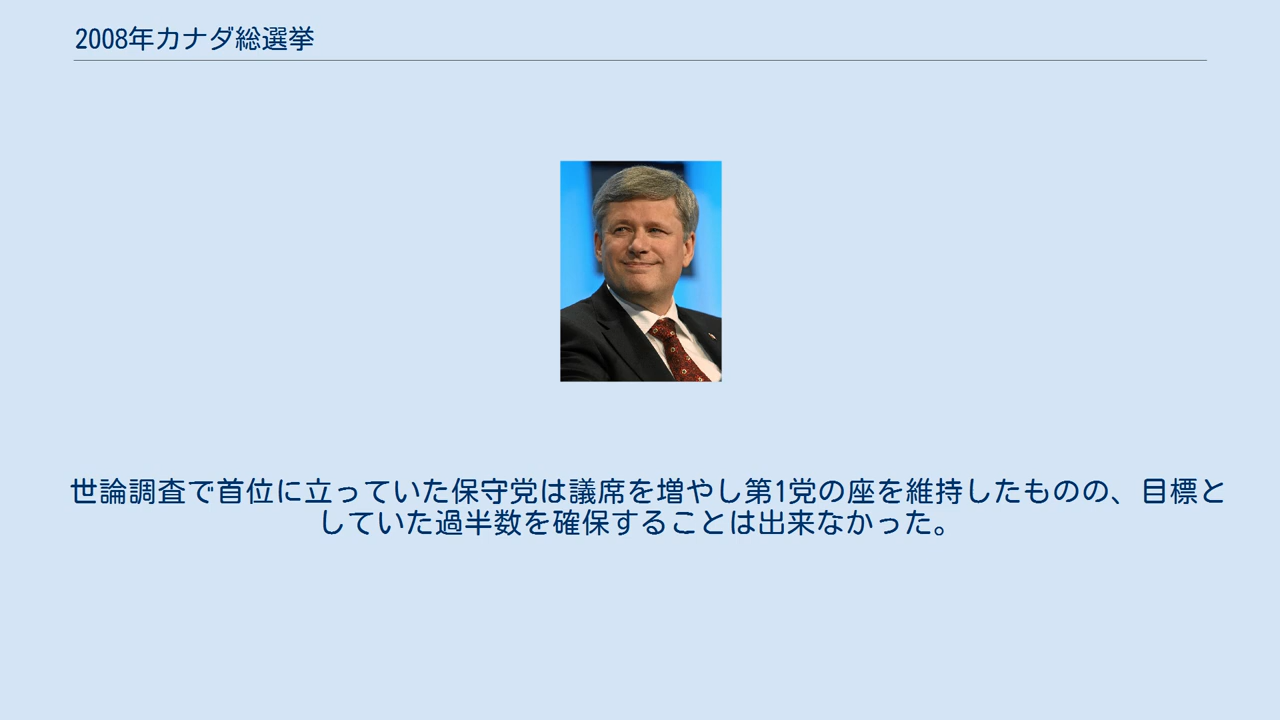 2008年カナダ総選挙
世論調査で首位に立っていた保守党は議席を増やし第1党の座を維持したものの、目標と
していた過半数を確保することは出来なかった。